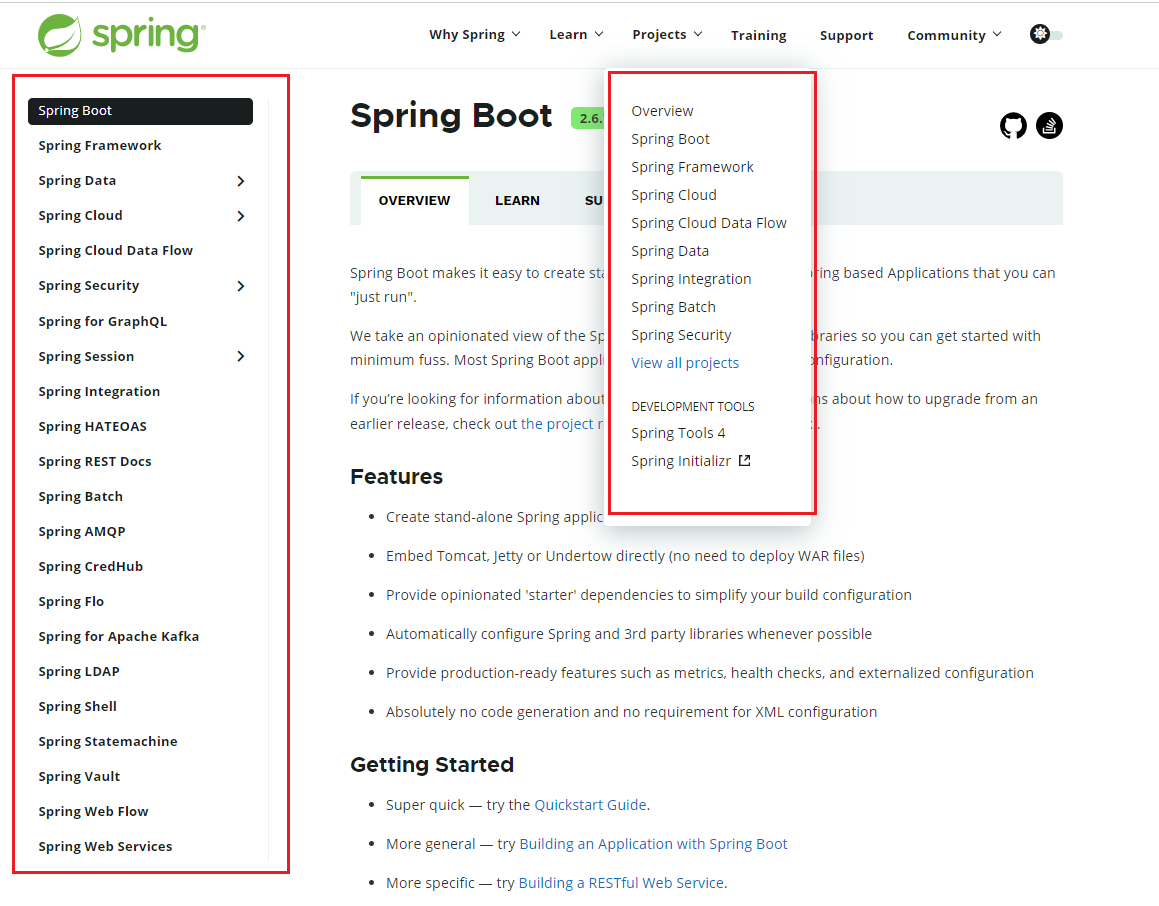 spring
Why Spring
Learn
Projects
Training
Support
Community
Spring Boot
Spring Framework
Spring Data
Spring Cloud
Spring Cloud Data Flow
Spring Security
Spring for GraphQL
Spring Session
Spring Integration
Spring HATEOAS
Spring REST Docs
Spring Batch
Spring AMQP
Spring CredHub
Spring Flo
Spring for Apache Kafka
Spring LDAP
Spring Shell
Spring Statemachine
Spring Vault
Spring Web Flow
Spring Web Services
Overview
Spring Boot
Spring Framework
Spring Cloud
Spring Cloud Data Flow
Spring Data
Spring Integration
Spring Batch
Spring Security
View all projects
DEVELOPMENT TOOLS
Spring Tools 4
Spring Initializr
Spring Boot 2.6.
OVERVIEW LEARN SU
Spring Boot makes it easy to create sta ring based Applications that you can
"just run".
We take an opinionated view of the Sp braries so you can get started with
minimum fuss. Most Spring Boot appli nfiguration.
If you’re looking for information about ns about how to upgrade from an
earlier release, check out the project r .
Features
Create stand-alone Spring applic
Embed Tomcat, Jetty or Undertow directly (no need to deploy WAR files)
Provide opinionated 'starter' dependencies to simplify your build configuration
Automatically configure Spring and 3rd party libraries whenever possible
Provide production-ready features such as metrics, health checks, and externalized configuration
Absolutely no code generation and no requirement for XML configuration
Getting Started
Super quick — try the Quickstart Guide.
More general — try Building an Application with Spring Boot
More specific — try Building a RESTful Web Service.